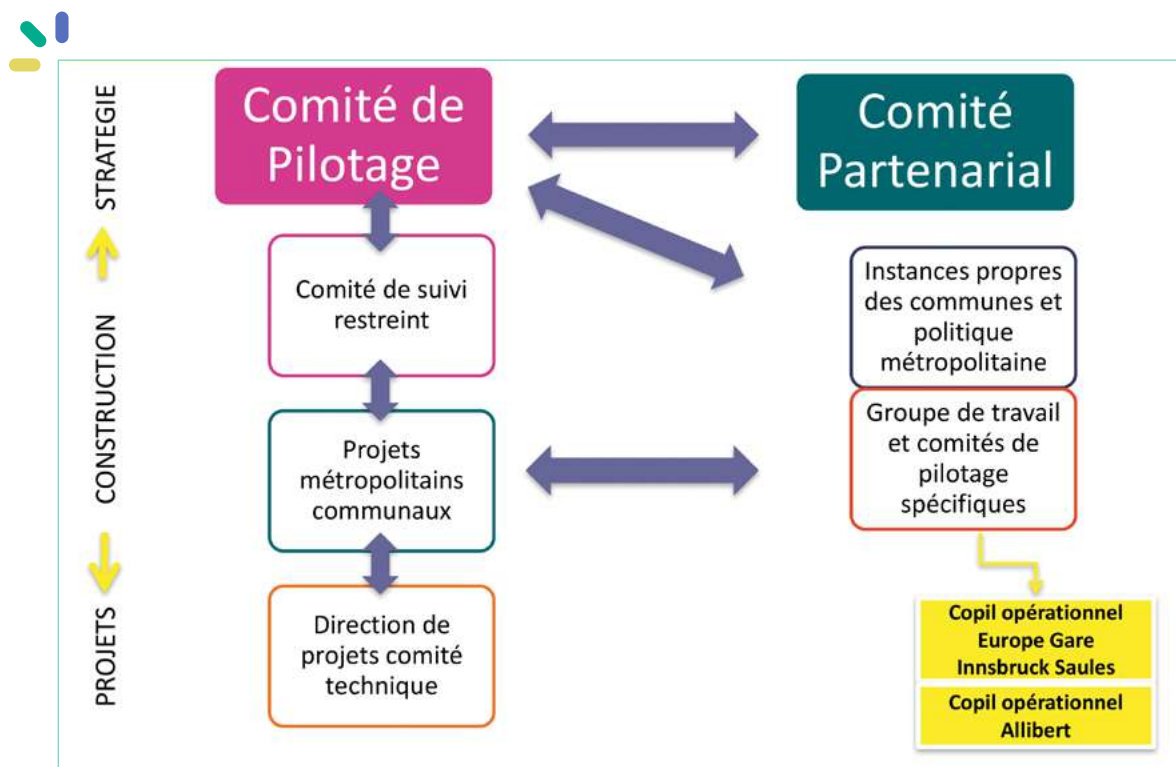 STRATEGIE
CONSTRUCTION
PROJETS
Comité de
Pilotage
Comité de suivi
restreint
Projets
métropolitains
communaux
Direction de
projets comité
technique
Comité
Partenarial
Instances propres
des communes et
politique
métropolitaine
Groupe de travail
et comités de
pilotage
spécifiques
Copil opérationnel
Europe Gare
Innsbruck Saules
Copil opérationnel
Allibert